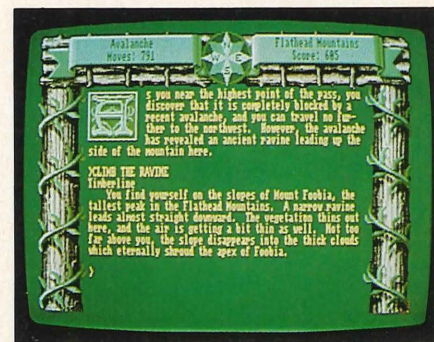 Avalanche
Moves: 791
Flathead Mountains
Score: 685
N
W E
S
As you near the highest point of the pass, you
discover that it is completely blocked by a
recent avalanche, and you can travel no fur-
ther to the northwest. However, the avalanche
has revealed an ancient ravine leading up the
side of the mountain here.
>CLIMB THE RAVINE
Timberline
You find yourself on the slopes of Mount Foobia, the
tallest peak in the Flathead Mountains. A narrow ravine
leads almost straight downward. The vegetation thins out
here, and the air is getting a bit thin as well. Not too
far above you, the slope disappears into the thick clouds
which eternally shroud the apex of Foobia.
>